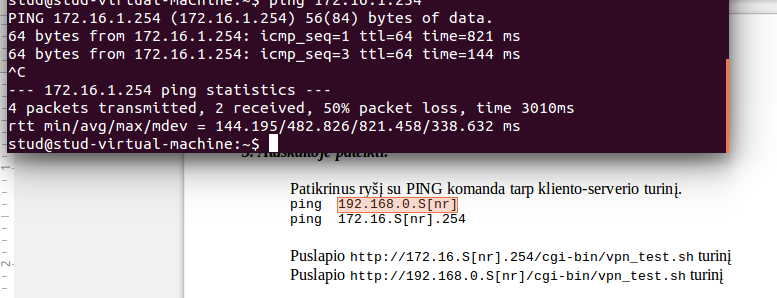 stud@stud-virtual-machine:~$ ping 172.16.1.254
PING 172.16.1.254 (172.16.1.254) 56(84) bytes of data.
64 bytes from 172.16.1.254: icmp_seq=1 ttl=64 time=821 ms
64 bytes from 172.16.1.254: icmp_seq=3 ttl=64 time=144 ms
^C
--- 172.16.1.254 ping statistics ---
4 packets transmitted, 2 received, 50% packet loss, time 3010ms
rtt min/avg/max/mdev = 144.195/482.826/821.458/338.632 ms
stud@stud-virtual-machine:~$
Patikrinus ryšį su PING komanda tarp kliento-serverio turinį.
ping 192.168.0.S[nr]
ping 172.16.S[nr].254
Puslapio http://172.16.S[nr].254/cgi-bin/vpn_test.sh turinį
Puslapio http://192.168.0.S[nr]/cgi-bin/vpn_test.sh turinį
1
2